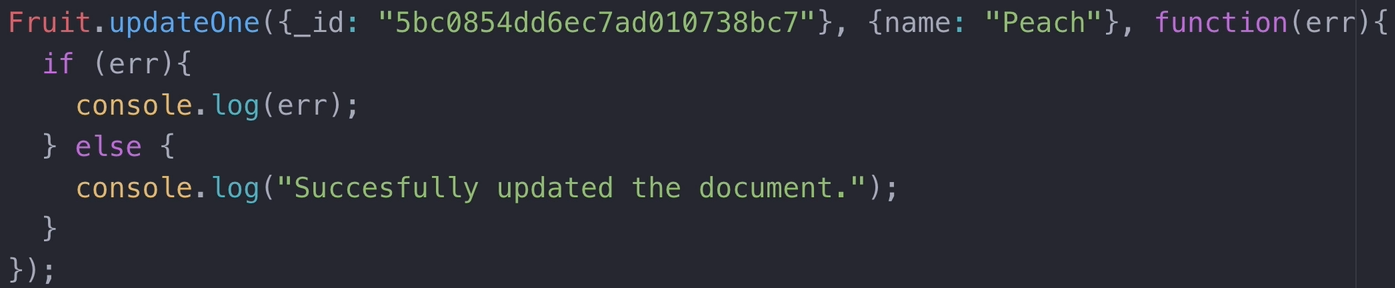 Fruit.updateOne({_id: "5bc0854dd6ec7ad010738bc7"}, {name: "Peach"}, function(err){
  if (err){
    console.log(err);
  } else {
    console.log("Succesfully updated the document.");
  }
});